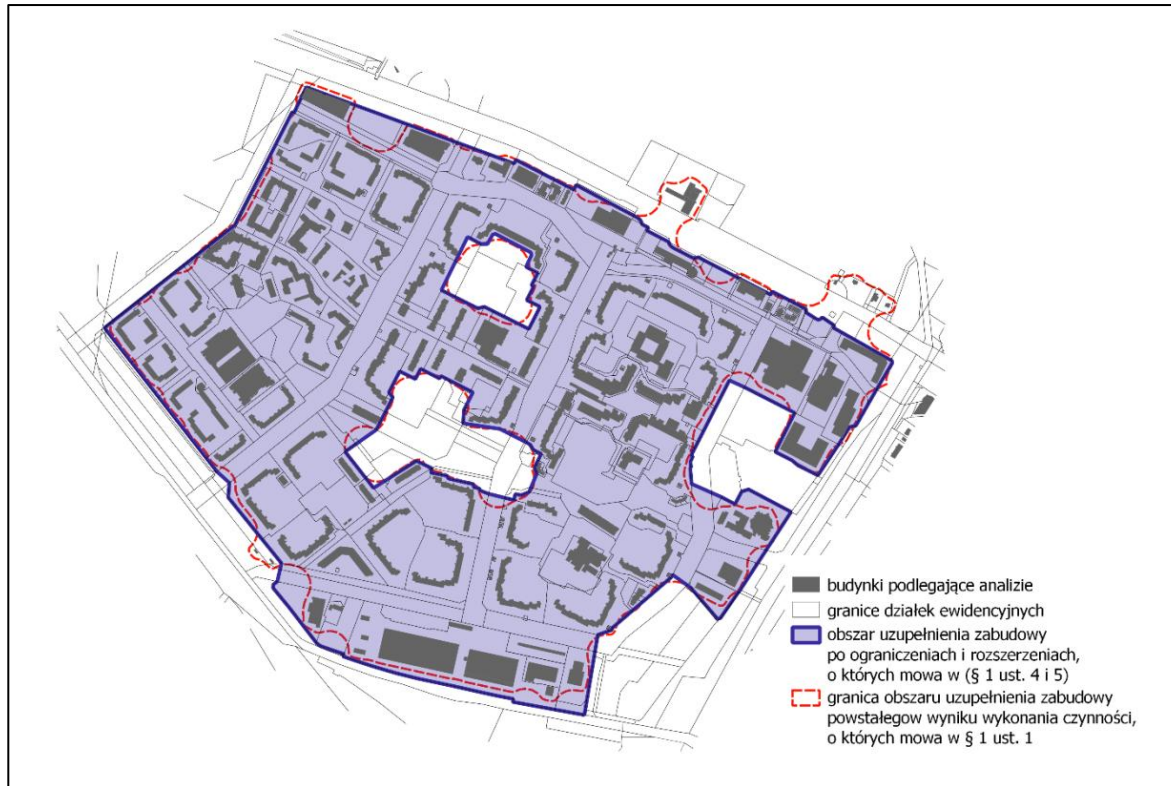 budynki podlegające analizie
granice działek ewidencyjnych
obszar uzupełnienia zabudowy
po ograniczeniach i rozszerzeniach,
o których mowa w (§ 1 ust. 4 i 5)
granica obszaru uzupełnienia zabudowy
powstałegow wyniku wykonania czynności,
o których mowa w § 1 ust. 1